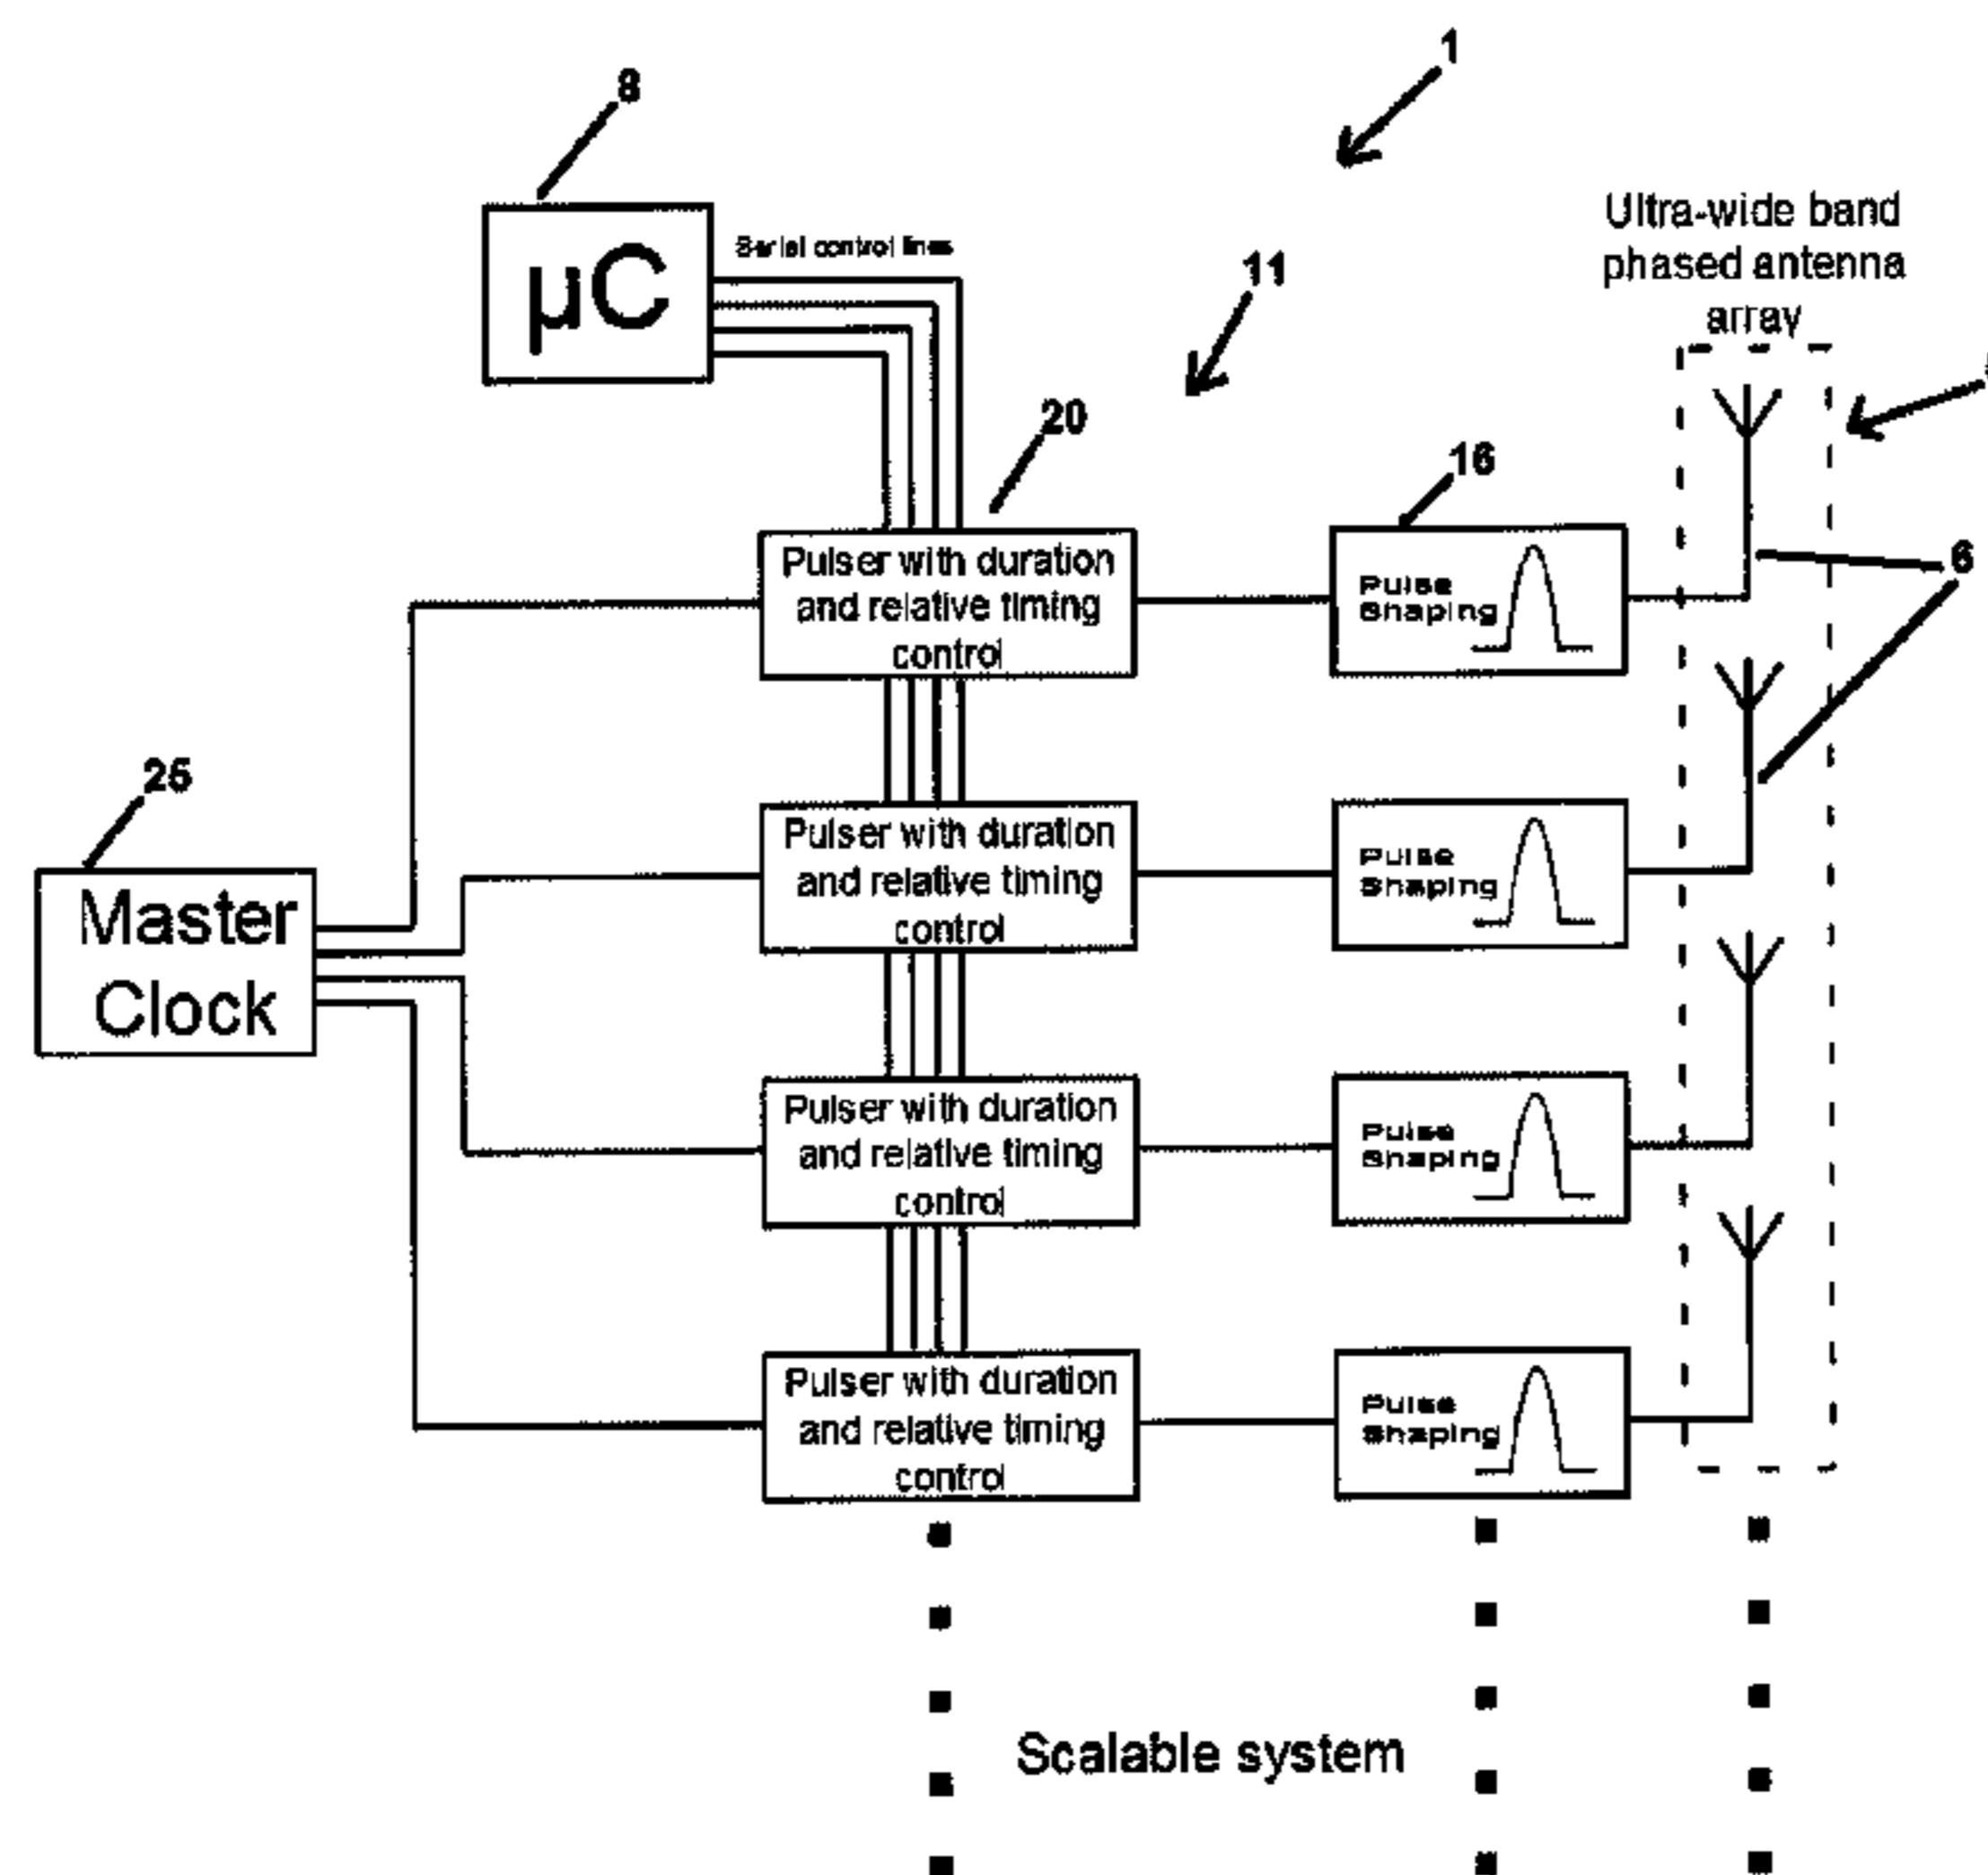 1
8
µC
Serial control lines
11
Ultra-wide band
phased antenna
array
20
16
6
Pulser with duration
and relative timing
control
Pulse
Shaping
25
Master
Clock
Pulser with duration
and relative timing
control
Pulse
Shaping
Pulser with duration
and relative timing
control
Pulse
Shaping
Pulser with duration
and relative timing
control
Pulse
Shaping
Scalable system